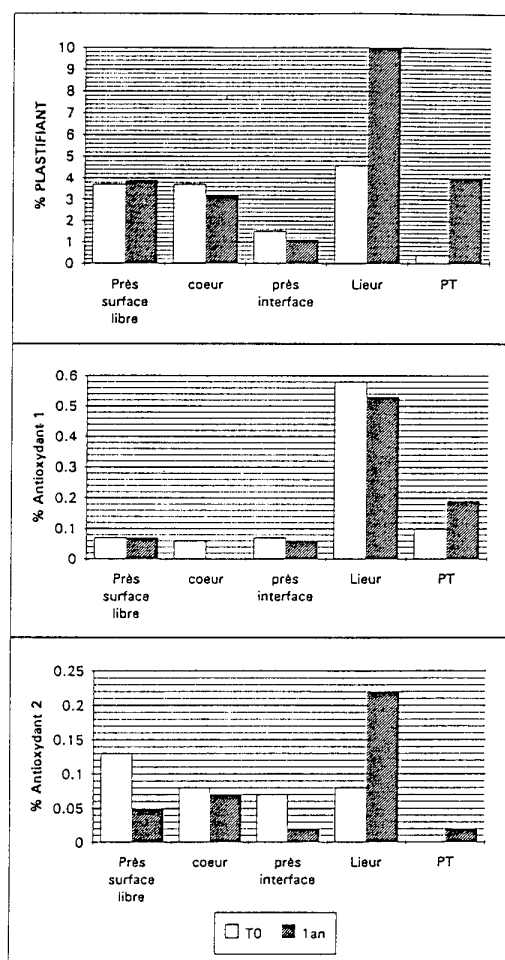 % PLASTIFIANT
10
9
8
7
6
5
4
3
2
1
0
Près surface libre
coeur
près interface
Lieur
PT
% Antioxydant 1
0.6
0.5
0.4
0.3
0.2
0.1
0
Près surface libre
coeur
près interface
Lieur
PT
% Antioxydant 2
0.25
0.2
0.15
0.1
0.05
0
Près surface libre
coeur
près interface
Lieur
PT
T0
1an